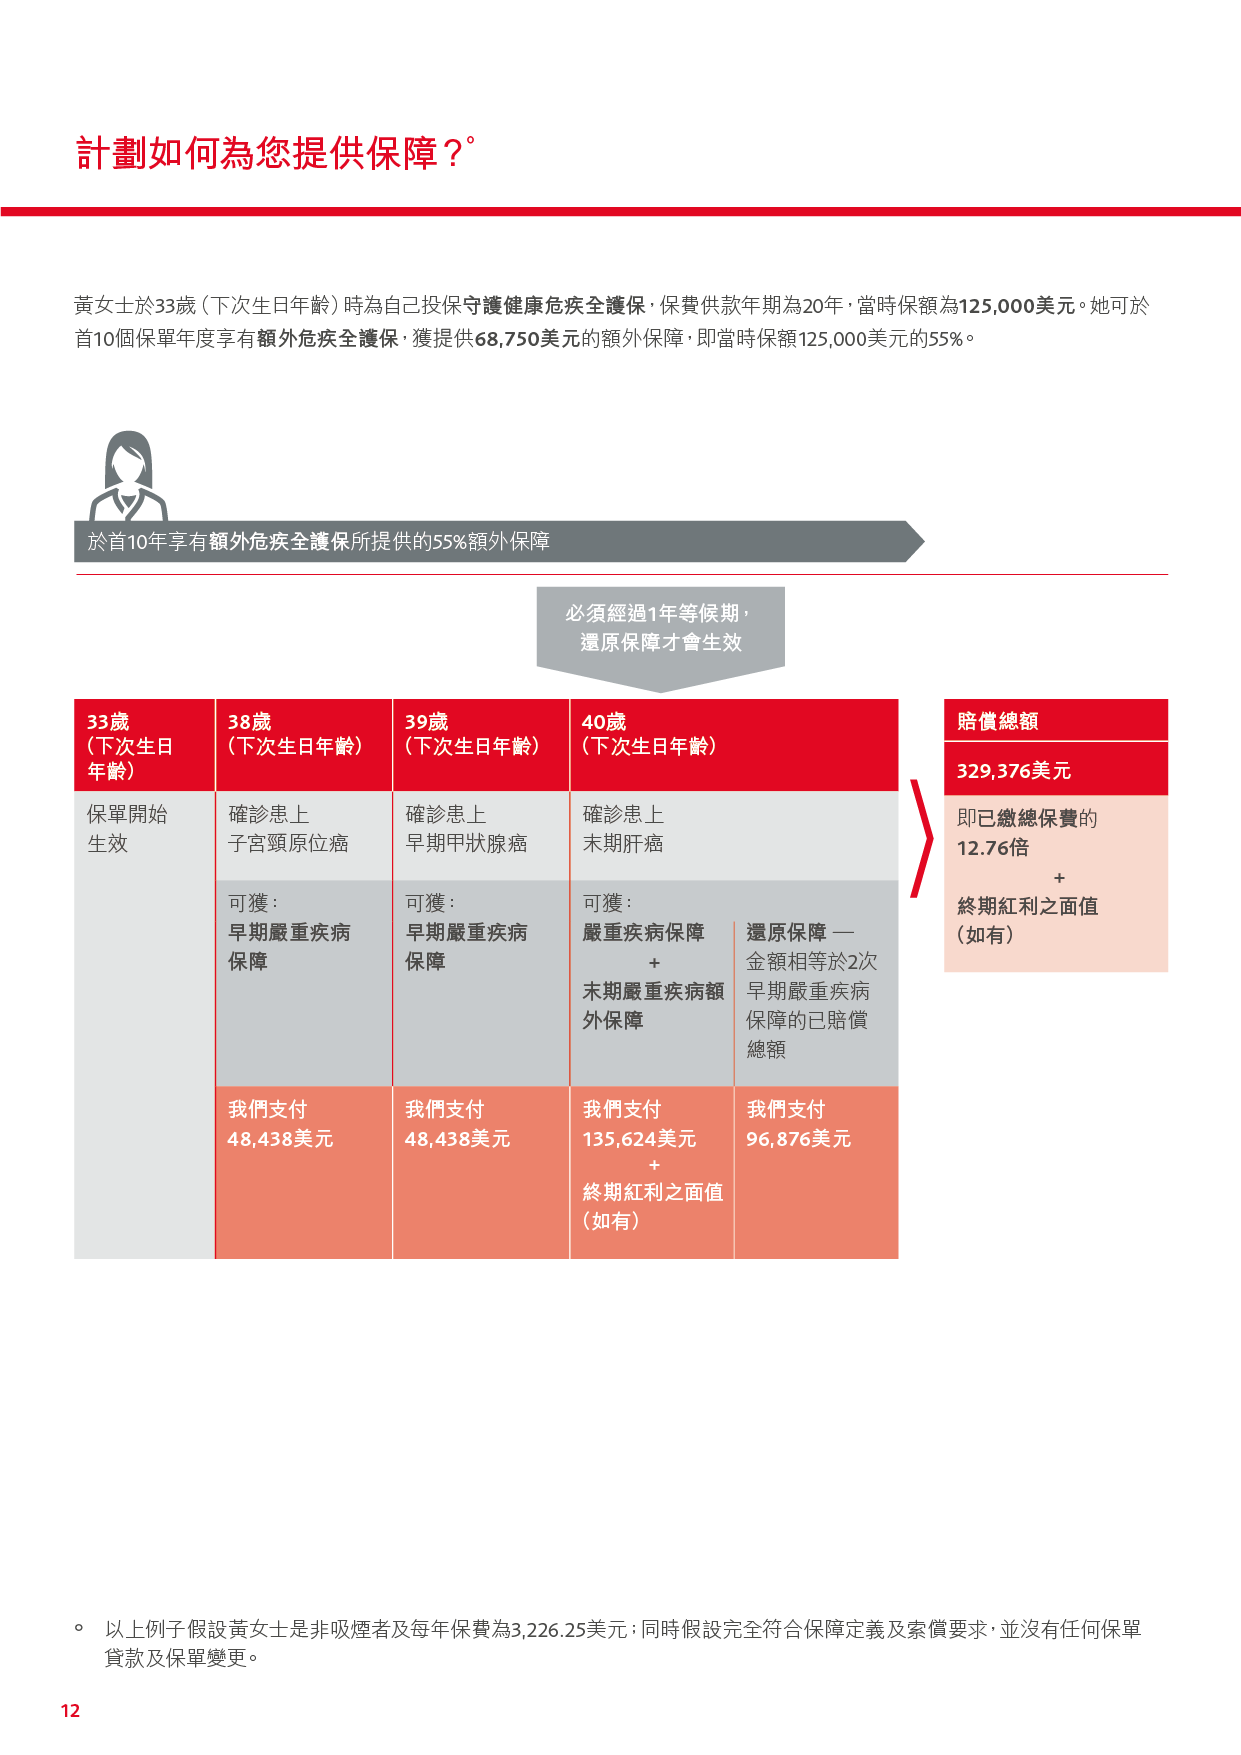 計劃如何為您提供保障？°
黃女士於33歲（下次生日年齡）時為自己投保守護健康危疾全護保，保費供款年期為20年，當時保額為125,000美元。她可於
首10個保單年度享有額外危疾全護保，獲提供68,750美元的額外保障，即當時保額125,000美元的55%。
於首10年享有額外危疾全護保所提供的55%額外保障
必須經過1年等候期，
還原保障才會生效
33歲
（下次生日
年齡）
保單開始
生效
38歲
（下次生日年齡）
確診患上
子宮頸原位癌
可獲：
早期嚴重疾病
保障
我們支付
48,438美元
39歲
（下次生日年齡）
確診患上
早期甲狀腺癌
可獲：
早期嚴重疾病
保障
我們支付
48,438美元
40歲
（下次生日年齡）
確診患上
末期肝癌
可獲：
嚴重疾病保障
+
末期嚴重疾病額
外保障
我們支付
135,624美元
+
終期紅利之面值
（如有）
還原保障 —
金額相等於2次
早期嚴重疾病
保障的已賠償
總額
我們支付
96,876美元
賠償總額
329,376美元
即已繳總保費的
12.76倍
+
終期紅利之面值
（如有）
° 以上例子假設黃女士是非吸煙者及每年保費為3,226.25美元；同時假設完全符合保障定義及索償要求，並沒有任何保單
貸款及保單變更。
12